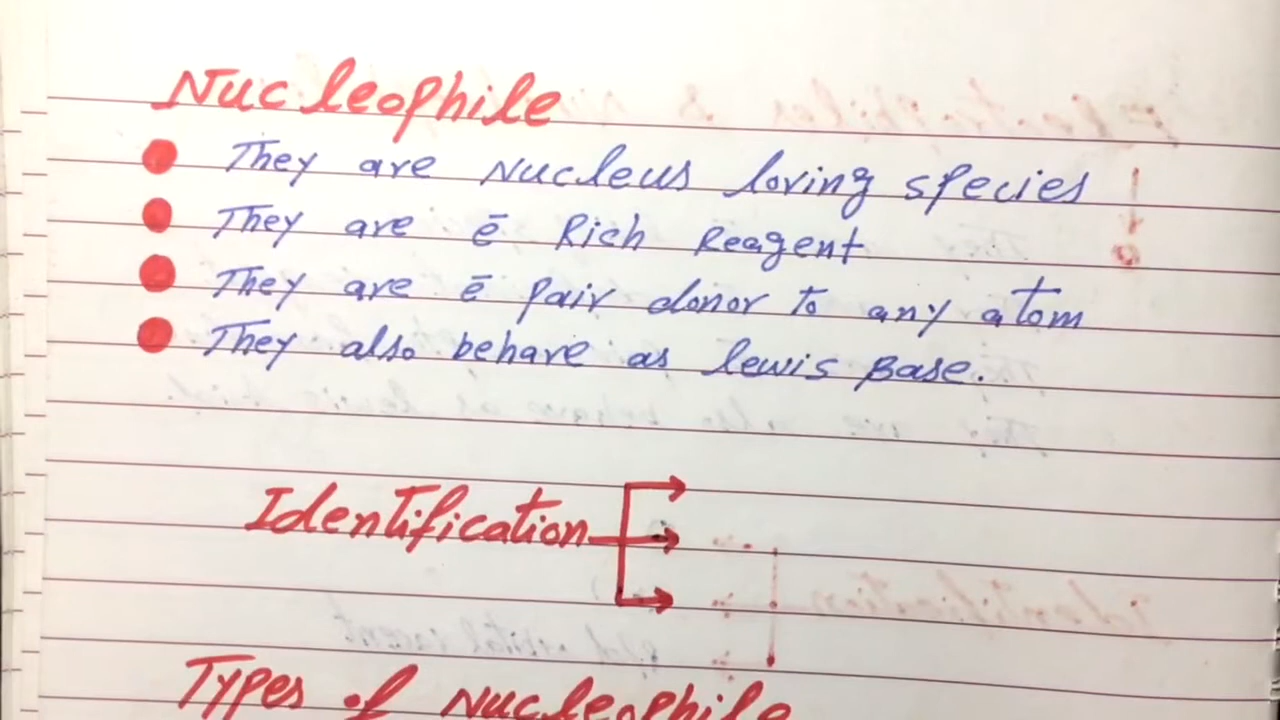 Nucleophile
They are Nucleus loving species
They are ē Rich Reagent
They are ē pair donor to any atom
They also behave as lewis Base.
Identification
Types of Nucleophile